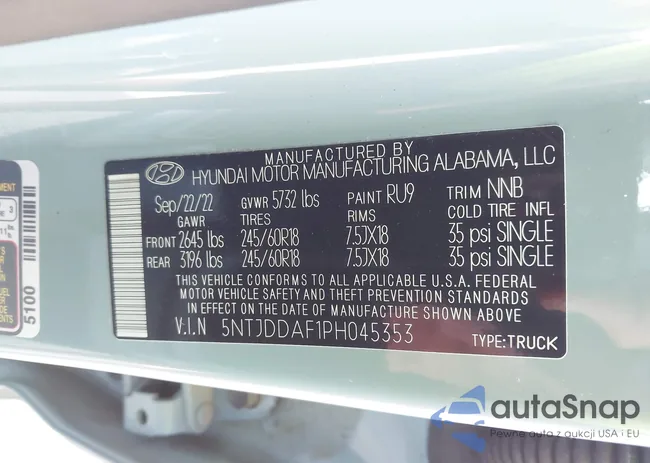 MANUFACTURED BY
HYUNDAI MOTOR MANUFACTURING ALABAMA, LLC
Sep/22/22 GVWR 5732 lbs PAINT RU9 TRIM NNB
GAWR TIRES RIMS COLD TIRE INFL
FRONT 2645 lbs 245/60R18 7.5JX18 35 psi SINGLE
REAR 3196 lbs 245/60R18 7.5JX18 35 psi SINGLE
THIS VEHICLE CONFORMS TO ALL APPLICABLE U.S.A. FEDERAL
MOTOR VEHICLE SAFETY AND THEFT PREVENTION STANDARDS
IN EFFECT ON THE DATE OF MANUFACTURE SHOWN ABOVE
V.I.N 5NTJDDAF1PH045353
TYPE:TRUCK
5100
autaSnap
Pewne auta z aukcji USA i EU